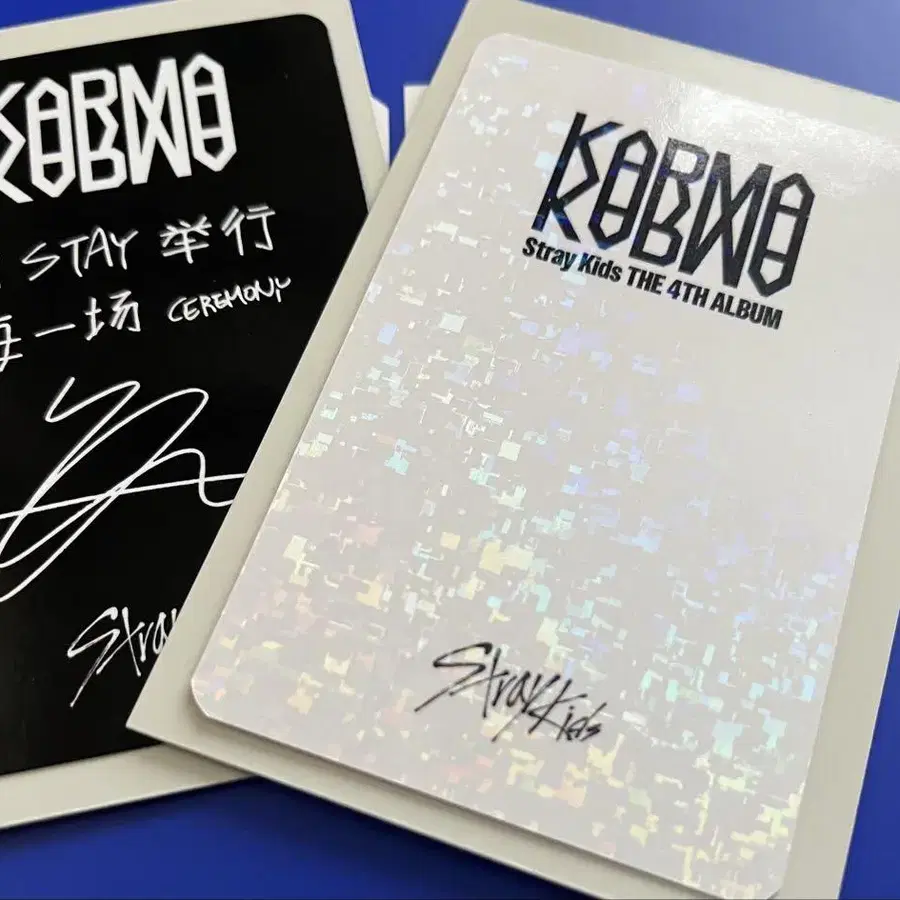 KARMA
STAY 举行
每一场 CEREMONY
Stray
KARMA
Stray Kids THE 4TH ALBUM
Stray Kids